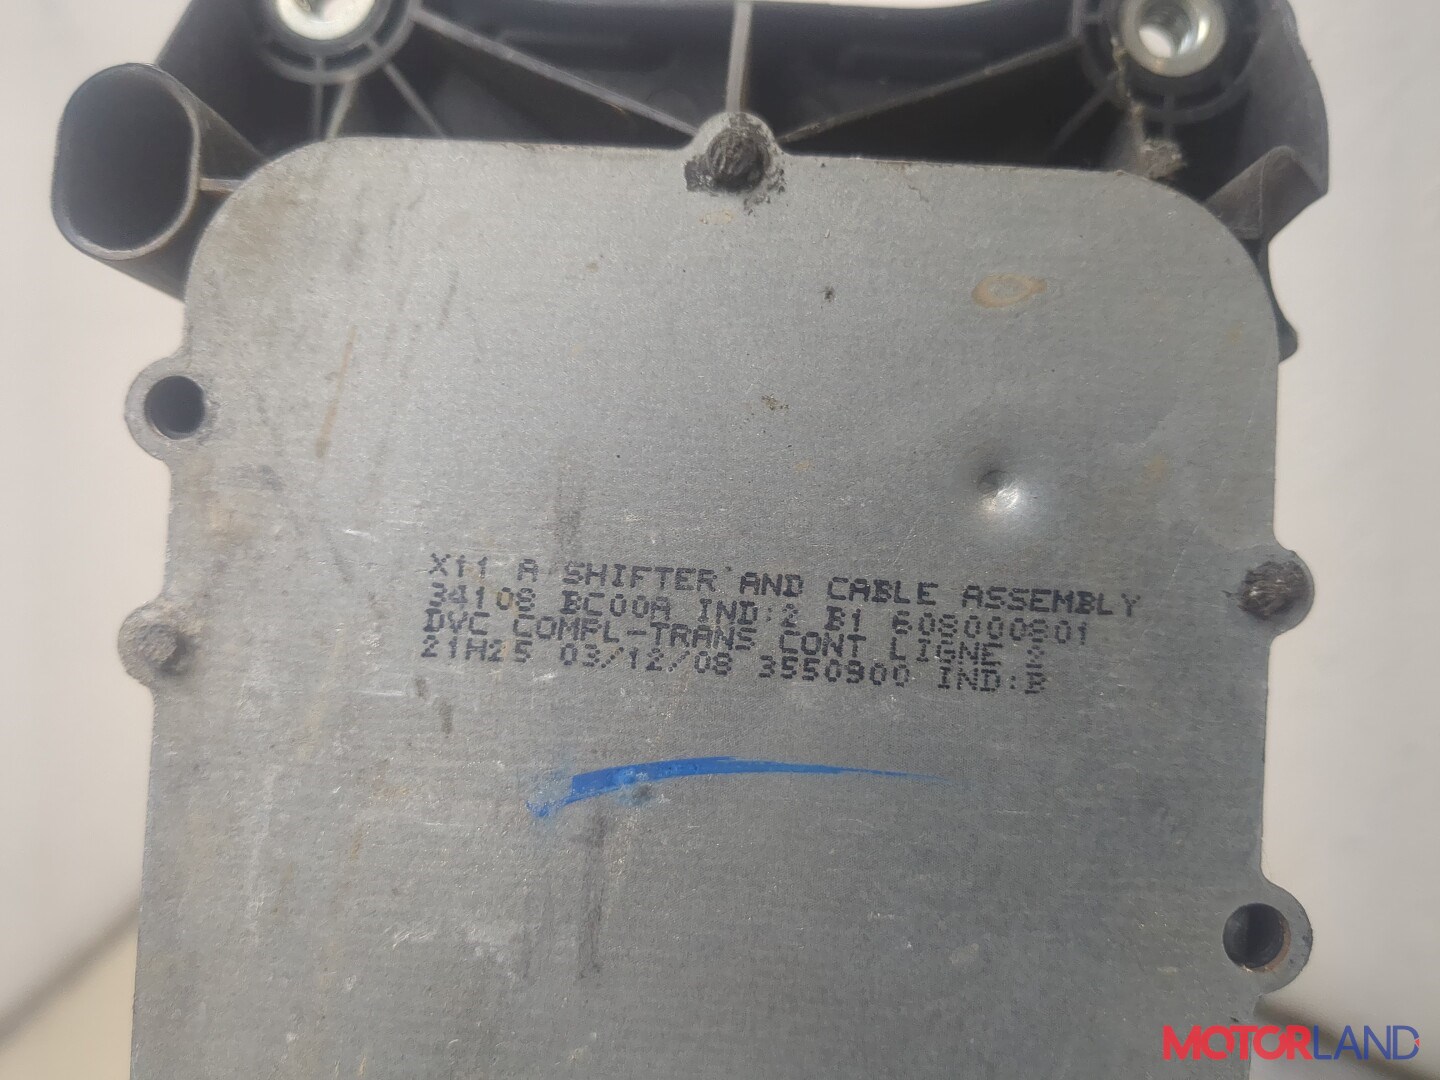 X11 A SHIFTER AND CABLE ASSEMBLY
34108 BC00A IND:2 B1 608000801
DVC COMPL-TRANS CONT LIGNE 2
21H25 03/12/08 3550900 IND:B
MOTORLAND